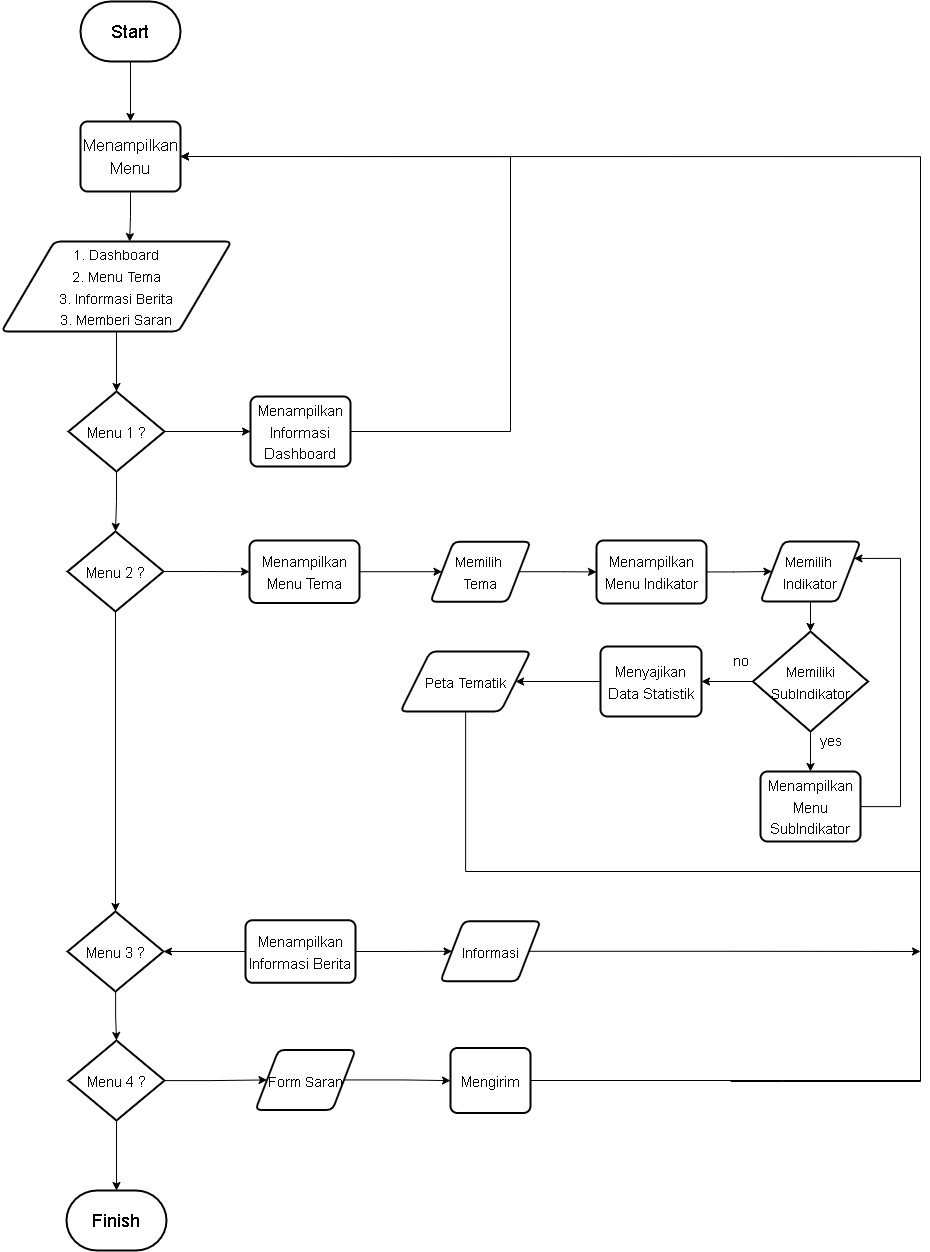 Start
Menampilkan
Menu
1. Dashboard
2. Menu Tema
3. Informasi Berita
3. Memberi Saran
Menu 1 ?
Menampilkan
Informasi
Dashboard
Menu 2 ?
Menampilkan
Menu Tema
Memilih
Tema
Menampilkan
Menu Indikator
Memilih
Indikator
Memiliki
SubIndikator
no
Menyajikan
Data Statistik
Peta Tematik
yes
Menampilkan
Menu
SubIndikator
Menu 3 ?
Menampilkan
Informasi Berita
Informasi
Menu 4 ?
Form Saran
Mengirim
Finish